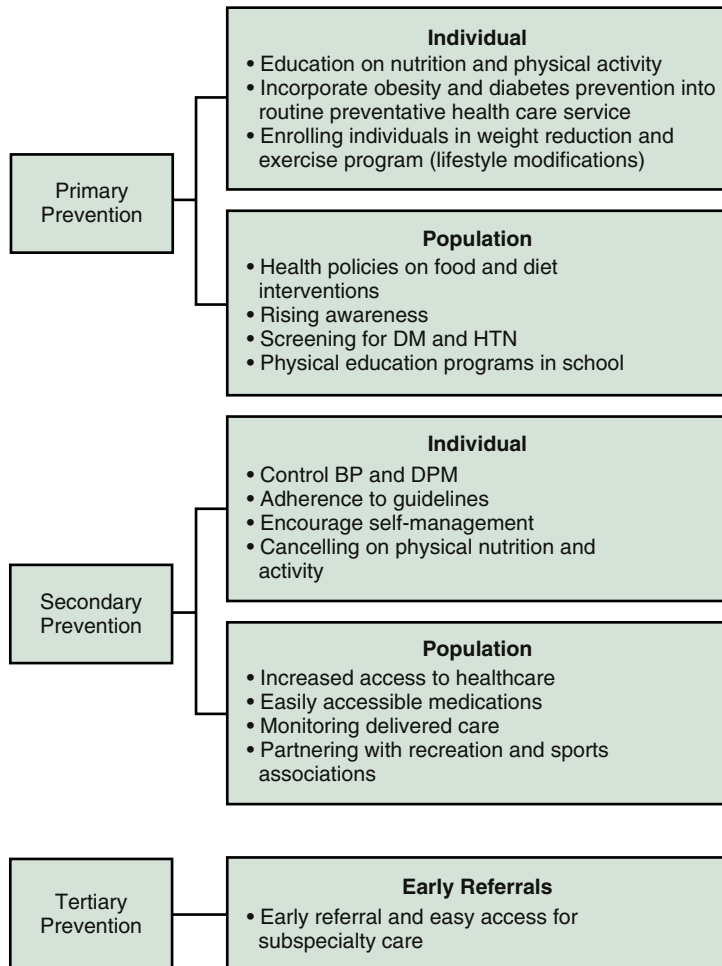 Individual
• Education on nutrition and physical activity
• Incorporate obesity and diabetes prevention into
routine preventative health care service
• Enrolling individuals in weight reduction and
exercise program (lifestyle modifications)
Primary
Prevention
Population
• Health policies on food and diet
interventions
• Rising awareness
• Screening for DM and HTN
• Physical education programs in school
Individual
• Control BP and DPM
• Adherence to guidelines
• Encourage self-management
• Cancelling on physical nutrition and
activity
Secondary
Prevention
Population
• Increased access to healthcare
• Easily accessible medications
• Monitoring delivered care
• Partnering with recreation and sports
associations
Tertiary
Prevention
Early Referrals
• Early referral and easy access for
subspecialty care